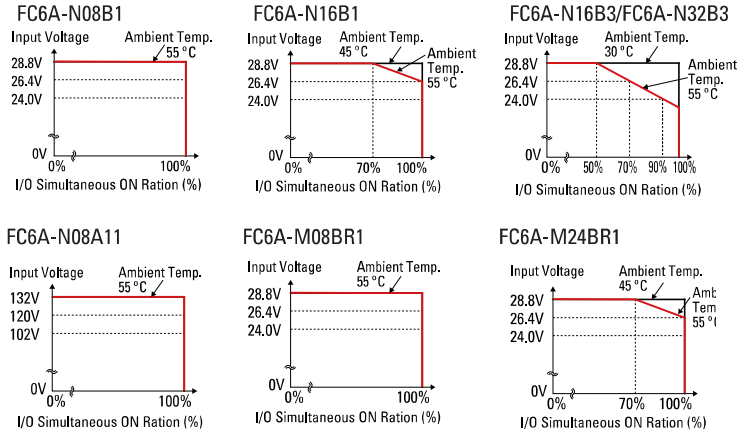 FC6A-N08B1
Input Voltage
Ambient Temp.
55 °C
28.8V
26.4V
24.0V
0V
0%
100%
I/O Simultaneous ON Ration (%)
FC6A-N16B1
Input Voltage
Ambient Temp.
45 °C
Ambient
Temp.
55 °C
28.8V
26.4V
24.0V
0V
0%
70%
100%
I/O Simultaneous ON Ration (%)
FC6A-N16B3/FC6A-N32B3
Input Voltage
Ambient Temp.
30 °C
Ambient
Temp.
55 °C
28.8V
26.4V
24.0V
0V
0%
50%
70%
90%
100%
I/O Simultaneous ON Ration (%)
FC6A-N08A11
Input Voltage
Ambient Temp.
55 °C
132V
120V
102V
0V
0%
100%
I/O Simultaneous ON Ration (%)
FC6A-M08BR1
Input Voltage
Ambient Temp.
55 °C
28.8V
26.4V
24.0V
0V
0%
100%
I/O Simultaneous ON Ration (%)
FC6A-M24BR1
Input Voltage
Ambient Temp.
45 °C
Tem
55 °
28.8V
26.4V
24.0V
0V
0%
70%
100%
I/O Simultaneous ON Ration (%)